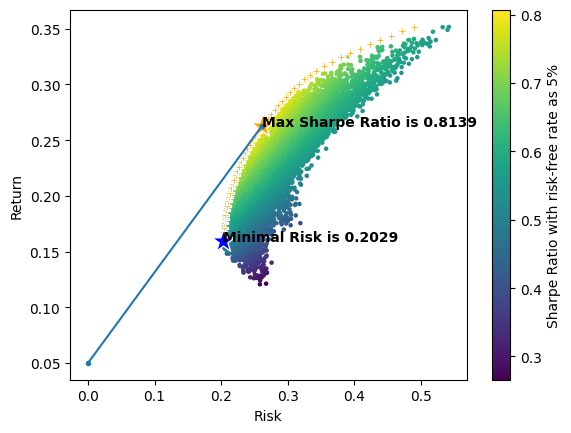 0.35
0.30
0.25
0.20
0.15
0.10
0.05
Return
0.0 0.1 0.2 0.3 0.4 0.5
Risk
Max Sharpe Ratio is 0.8139
Minimal Risk is 0.2029
0.8
0.7
0.6
0.5
0.4
0.3
Sharpe Ratio with risk-free rate as 5%